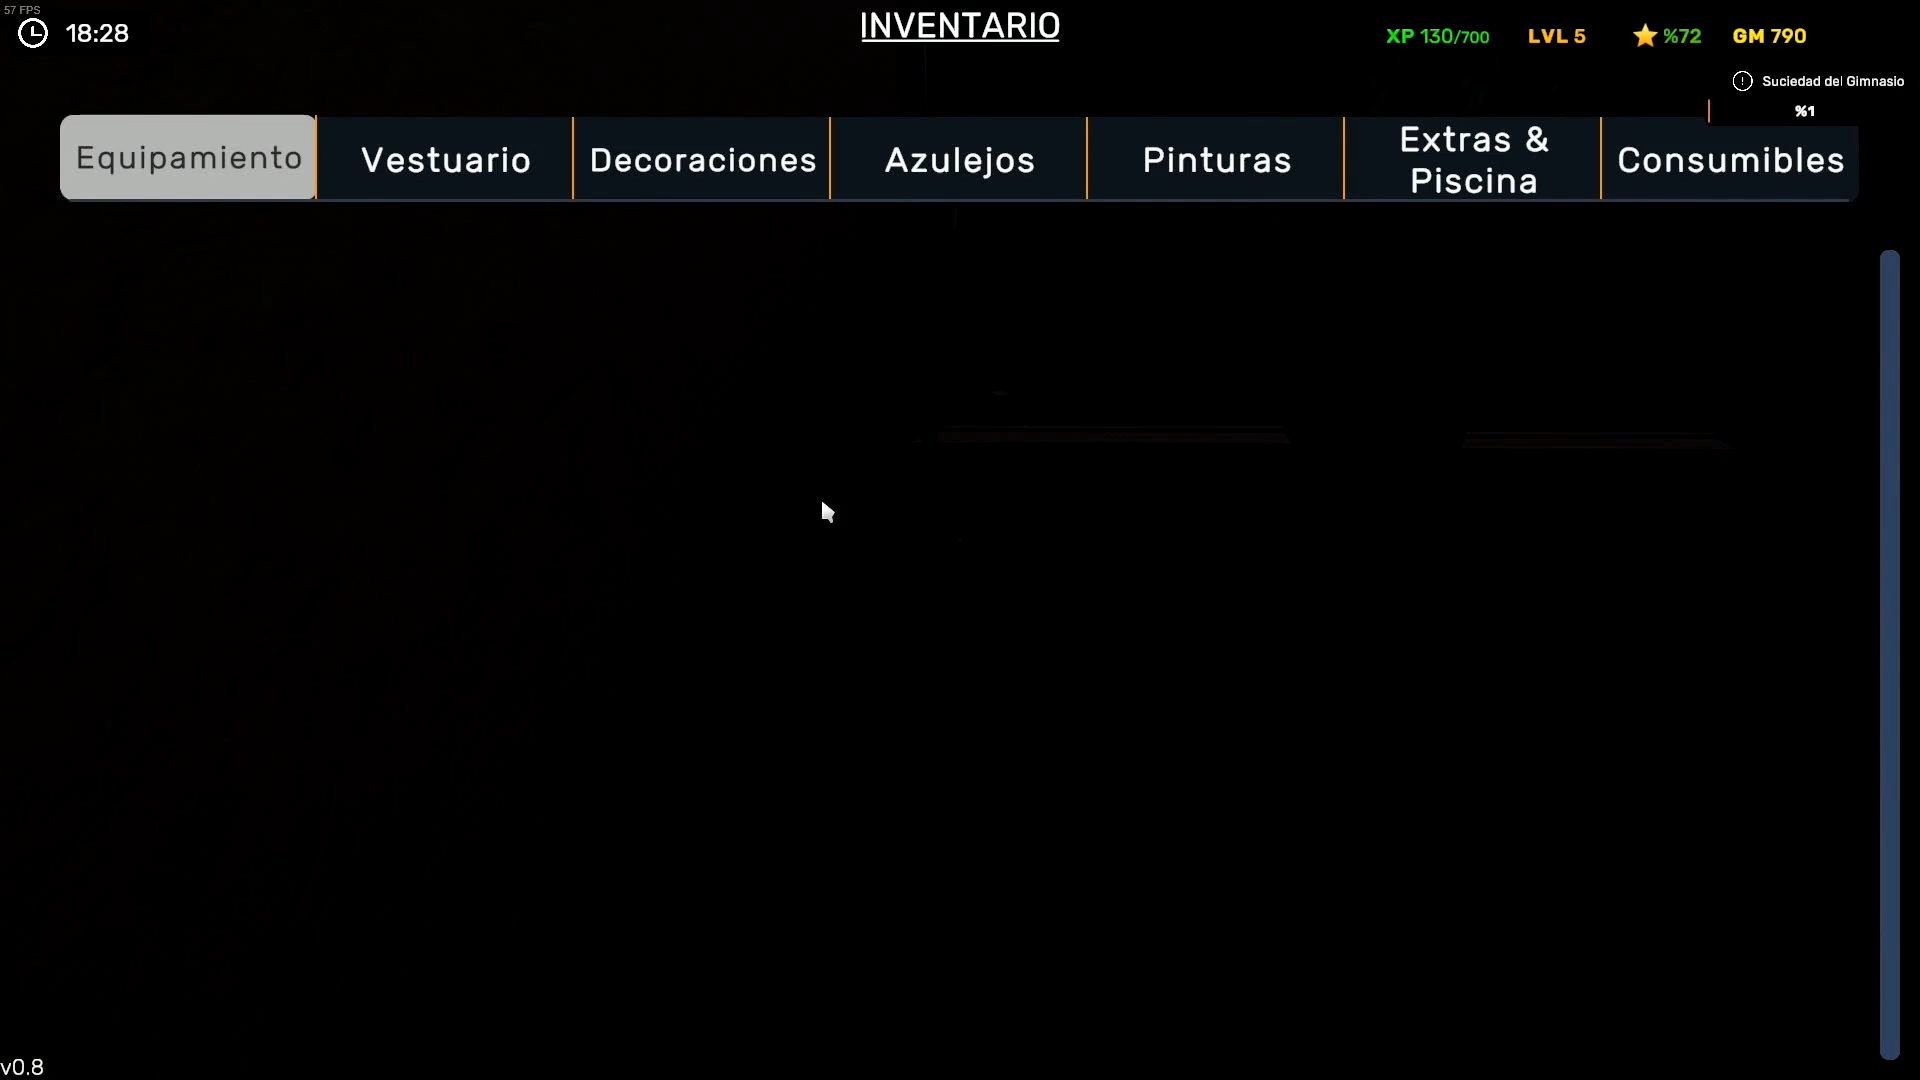 57 FPS
18:28
INVENTARIO
XP 130/700 LVL 5 %72 GM 790
Suciedad del Gimnasio
%1
Equipamiento
Vestuario
Decoraciones
Azulejos
Pinturas
Extras &
Piscina
Consumibles
v0.8